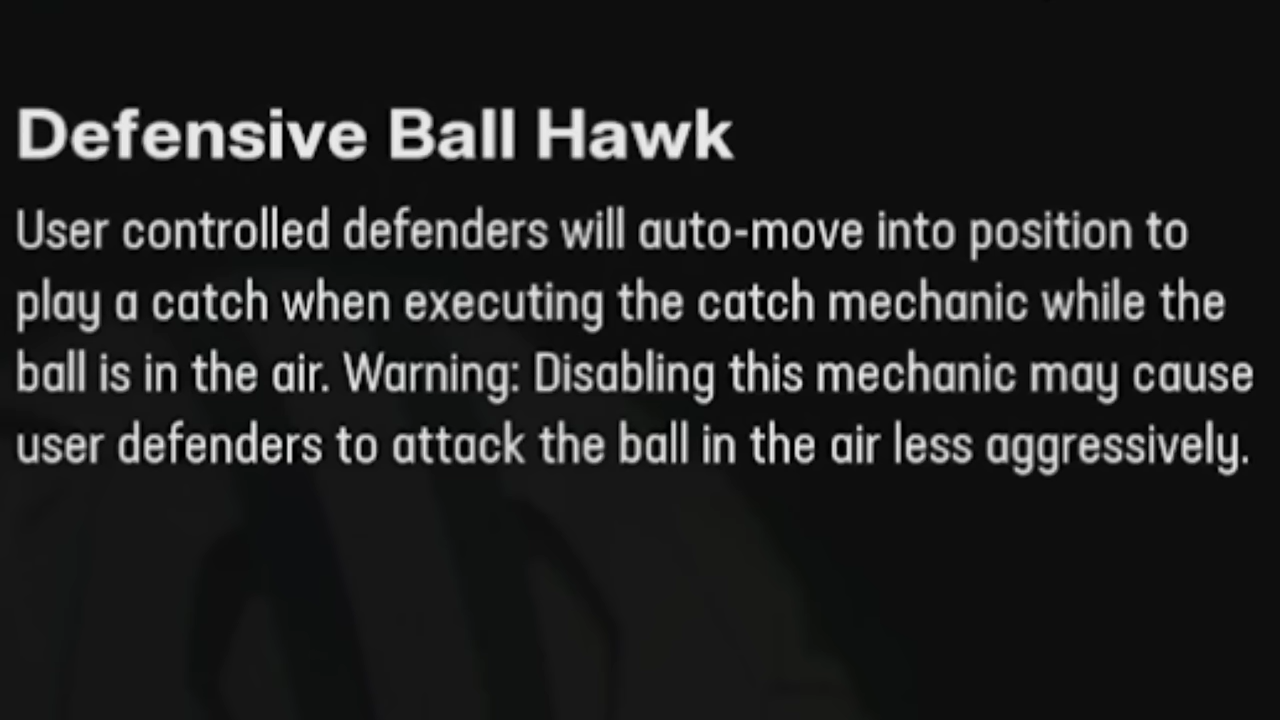 Defensive Ball Hawk
User controlled defenders will auto-move into position to
play a catch when executing the catch mechanic while the
ball is in the air. Warning: Disabling this mechanic may cause
user defenders to attack the ball in the air less aggressively.